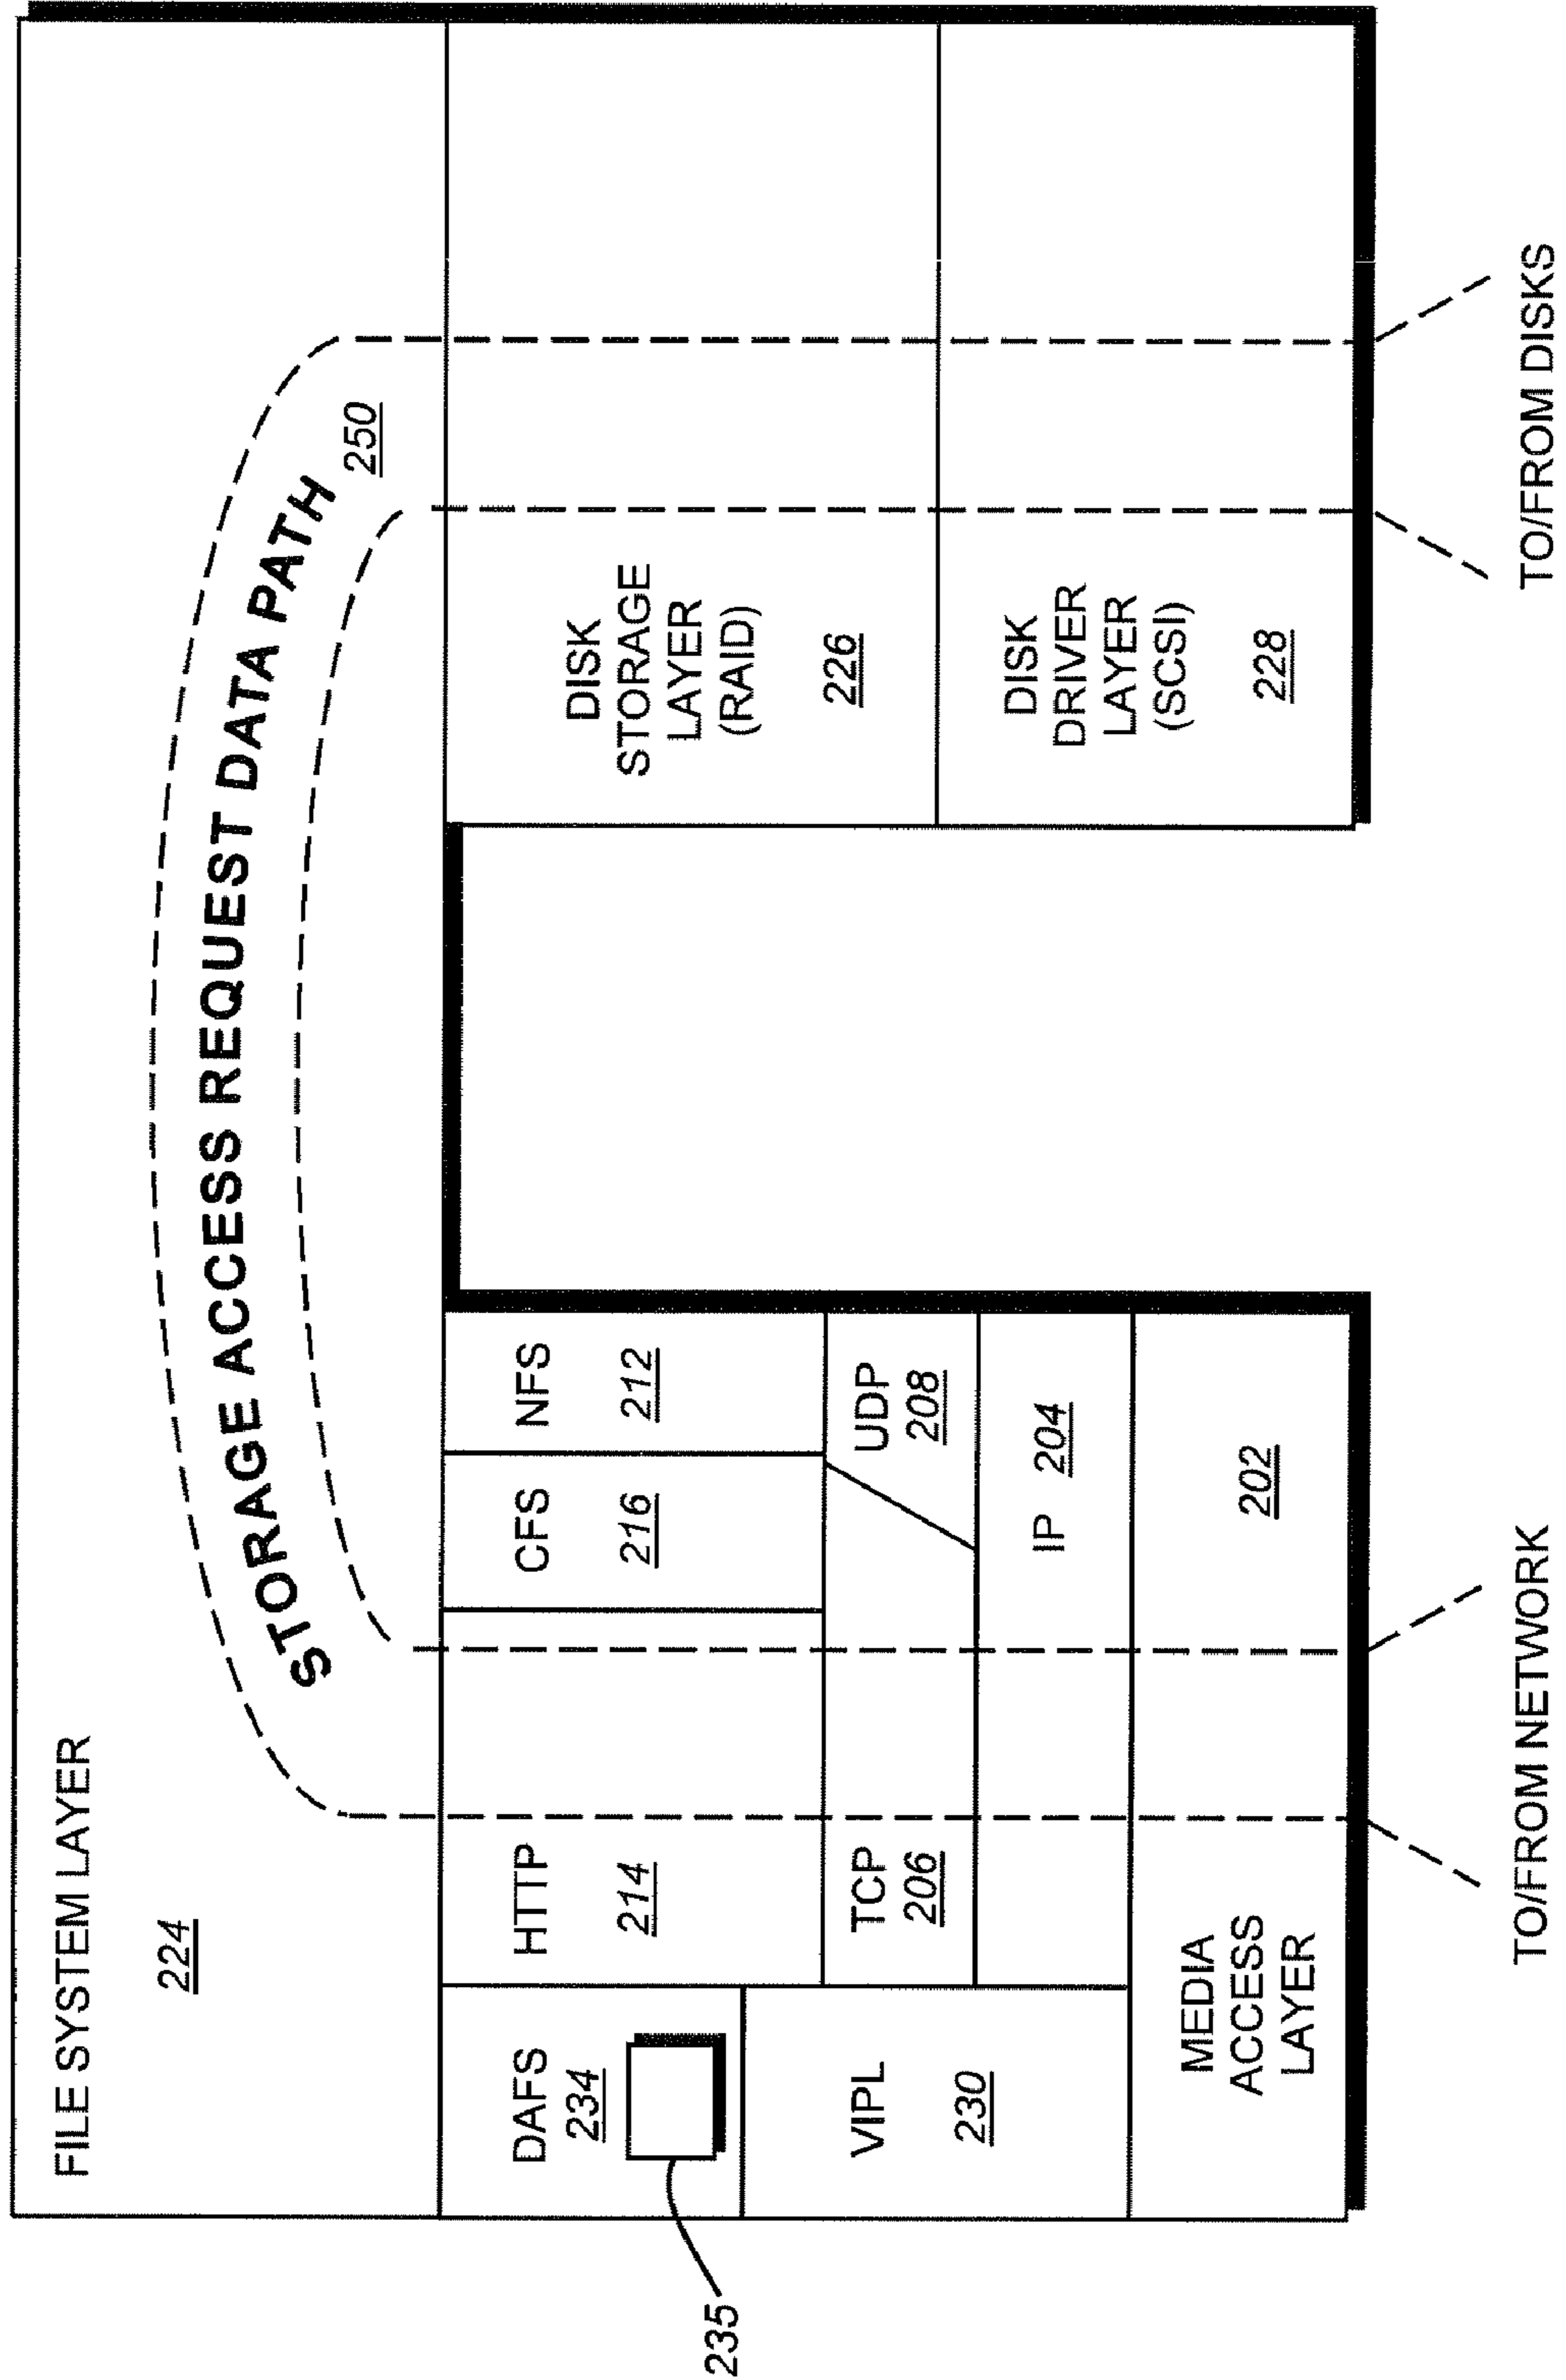 FILE SYSTEM LAYER
224
STORAGE ACCESS REQUEST DATA PATH
250
DAFS
234
235
HTTP
214
CFS
216
NFS
212
VIPL
230
TCP
206
UDP
208
IP 204
MEDIA
ACCESS
LAYER
202
DISK
STORAGE
LAYER
(RAID)
226
DISK
DRIVER
LAYER
(SCSI)
228
TO/FROM NETWORK
TO/FROM DISKS